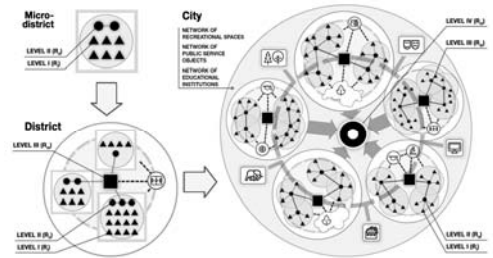 Micro-
district
LEVEL II (R₂)
LEVEL I (R₁)
District
LEVEL III (R₃)
LEVEL II (R₂)
LEVEL I (R₁)
City
NETWORK OF
RECREATIONAL SPACES
NETWORK OF
PUBLIC SERVICE
OBJECTS
NETWORK OF
EDUCATIONAL
INSTITUTIONS
LEVEL IV (R₄)
LEVEL III (R₃)
LEVEL II (R₂)
LEVEL I (R₁)